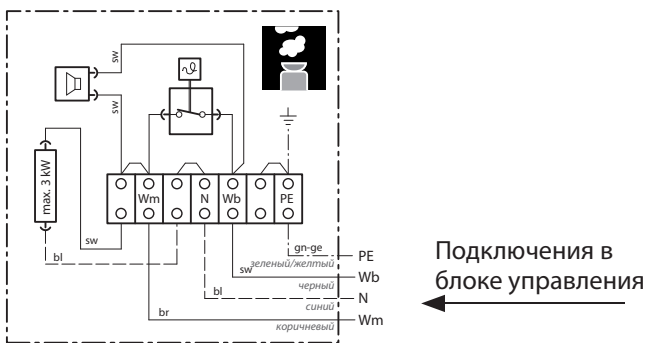 sw
sw
max. 3 kW
Wm
N
Wb
PE
sw
bl
gn-ge
PE
зеленый/желтый
sw
Wb
черный
bl
N
синий
br
Wm
коричневый
Подключения в
блоке управления